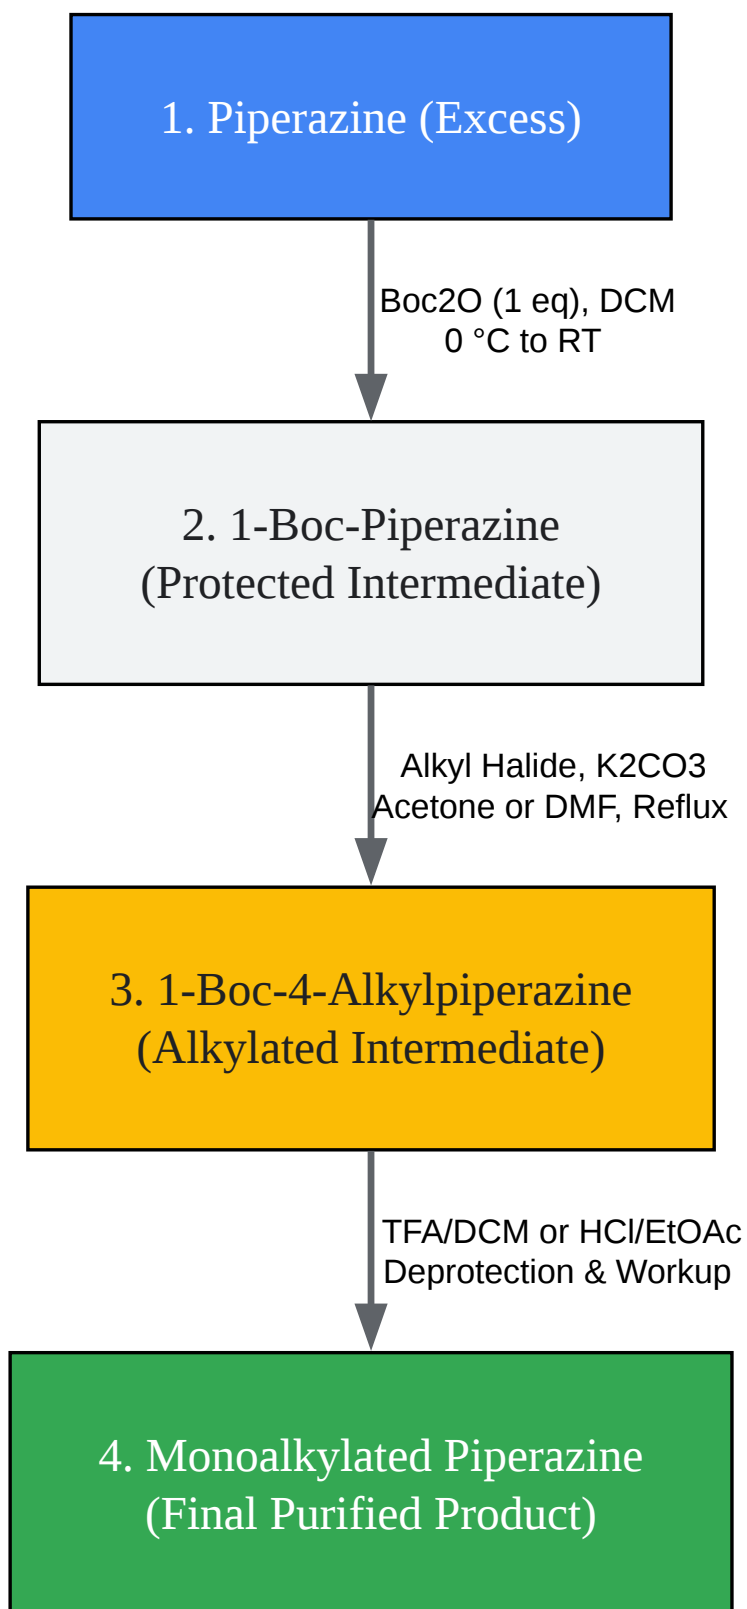 1. Piperazine (Excess)
Boc2O (1 eq), DCM
0 °C to RT
2. 1-Boc-Piperazine
(Protected Intermediate)
Alkyl Halide, K2CO3
Acetone or DMF, Reflux
3. 1-Boc-4-Alkylpiperazine
(Alkylated Intermediate)
TFA/DCM or HCl/EtOAc
Deprotection & Workup
4. Monoalkylated Piperazine
(Final Purified Product)